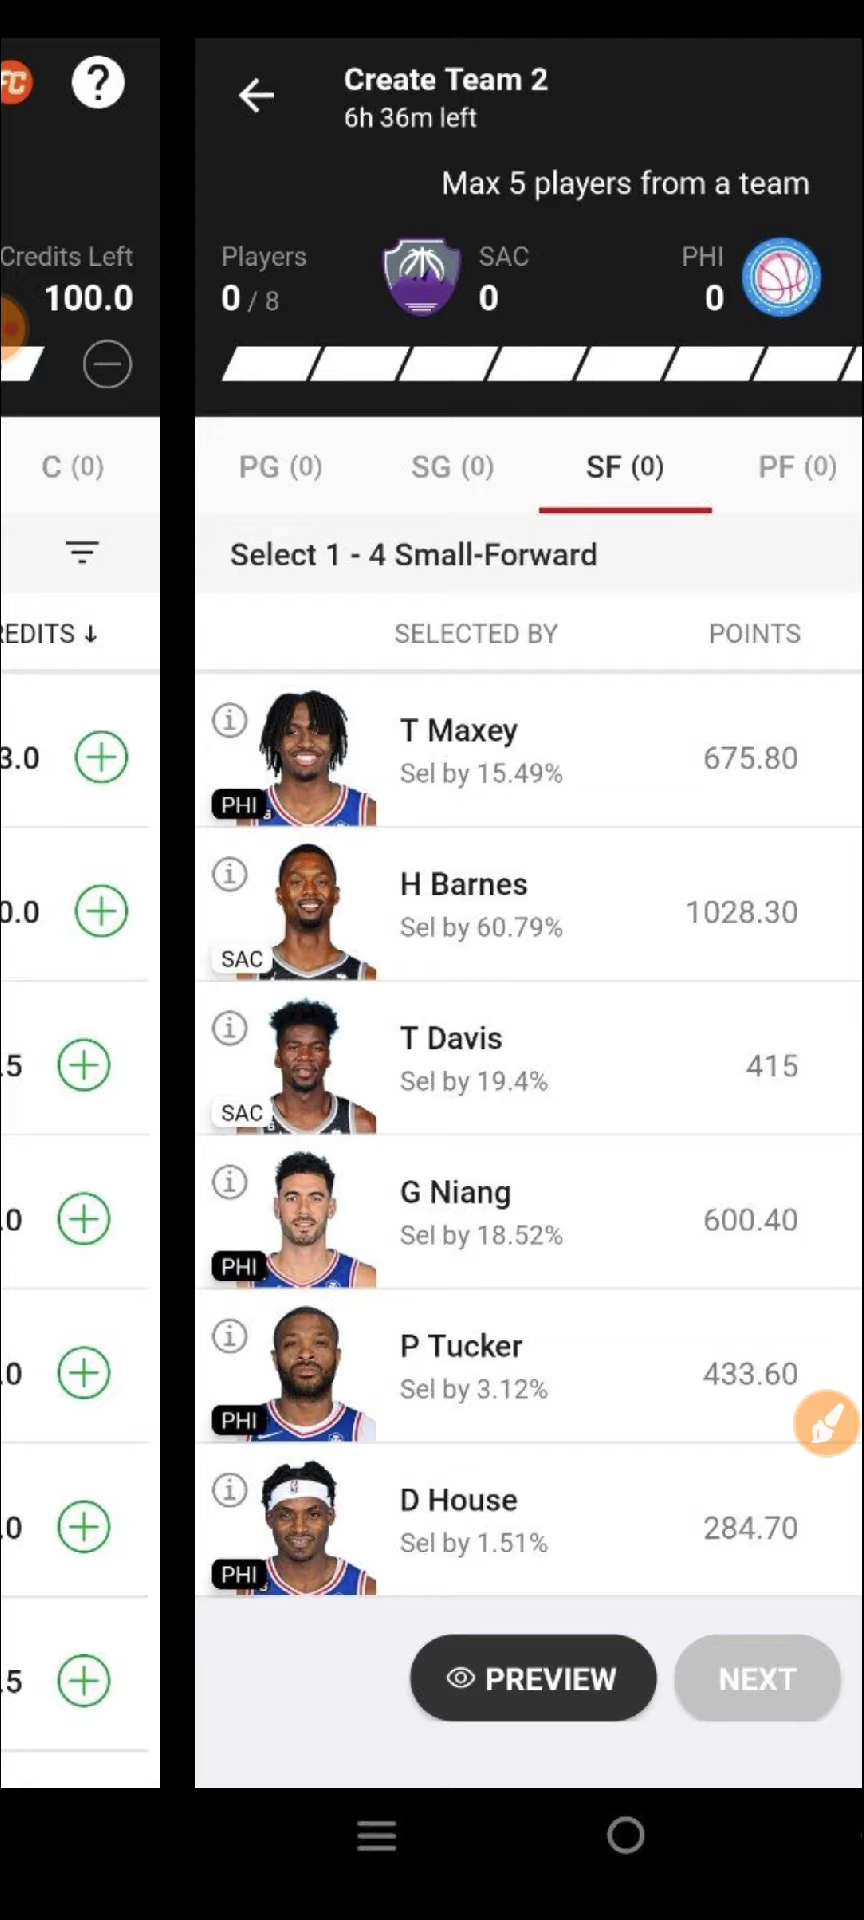 FC
?
Create Team 2
6h 36m left
Max 5 players from a team
Credits Left
100.0
Players
0 / 8
SAC
0
PHI
0
C (0)
PG (0)
SG (0)
SF (0)
PF (0)
Select 1 - 4 Small-Forward
REDITS ↓
SELECTED BY
POINTS
3.0
PHI
T Maxey
Sel by 15.49%
675.80
0.0
SAC
H Barnes
Sel by 60.79%
1028.30
.5
SAC
T Davis
Sel by 19.4%
415
.0
PHI
G Niang
Sel by 18.52%
600.40
.0
PHI
P Tucker
Sel by 3.12%
433.60
.0
PHI
D House
Sel by 1.51%
284.70
.5
PREVIEW
NEXT